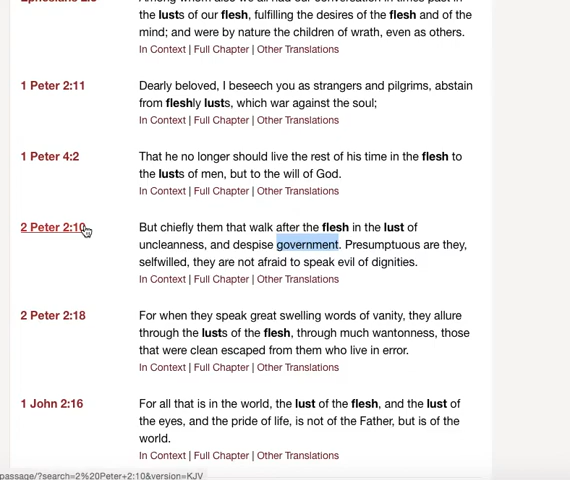 Ephesians 2:3 Among whom also we all had our conversation in times past in
the lusts of our flesh, fulfilling the desires of the flesh and of the
mind; and were by nature the children of wrath, even as others.
In Context | Full Chapter | Other Translations
1 Peter 2:11 Dearly beloved, I beseech you as strangers and pilgrims, abstain
from fleshly lusts, which war against the soul;
In Context | Full Chapter | Other Translations
1 Peter 4:2 That he no longer should live the rest of his time in the flesh to
the lusts of men, but to the will of God.
In Context | Full Chapter | Other Translations
2 Peter 2:10 But chiefly them that walk after the flesh in the lust of
uncleanness, and despise government. Presumptuous are they,
selfwilled, they are not afraid to speak evil of dignities.
In Context | Full Chapter | Other Translations
2 Peter 2:18 For when they speak great swelling words of vanity, they allure
through the lusts of the flesh, through much wantonness, those
that were clean escaped from them who live in error.
In Context | Full Chapter | Other Translations
1 John 2:16 For all that is in the world, the lust of the flesh, and the lust of
the eyes, and the pride of life, is not of the Father, but is of the
world.
In Context | Full Chapter | Other Translations
passage/?search=2%20Peter+2:10&version=KJV